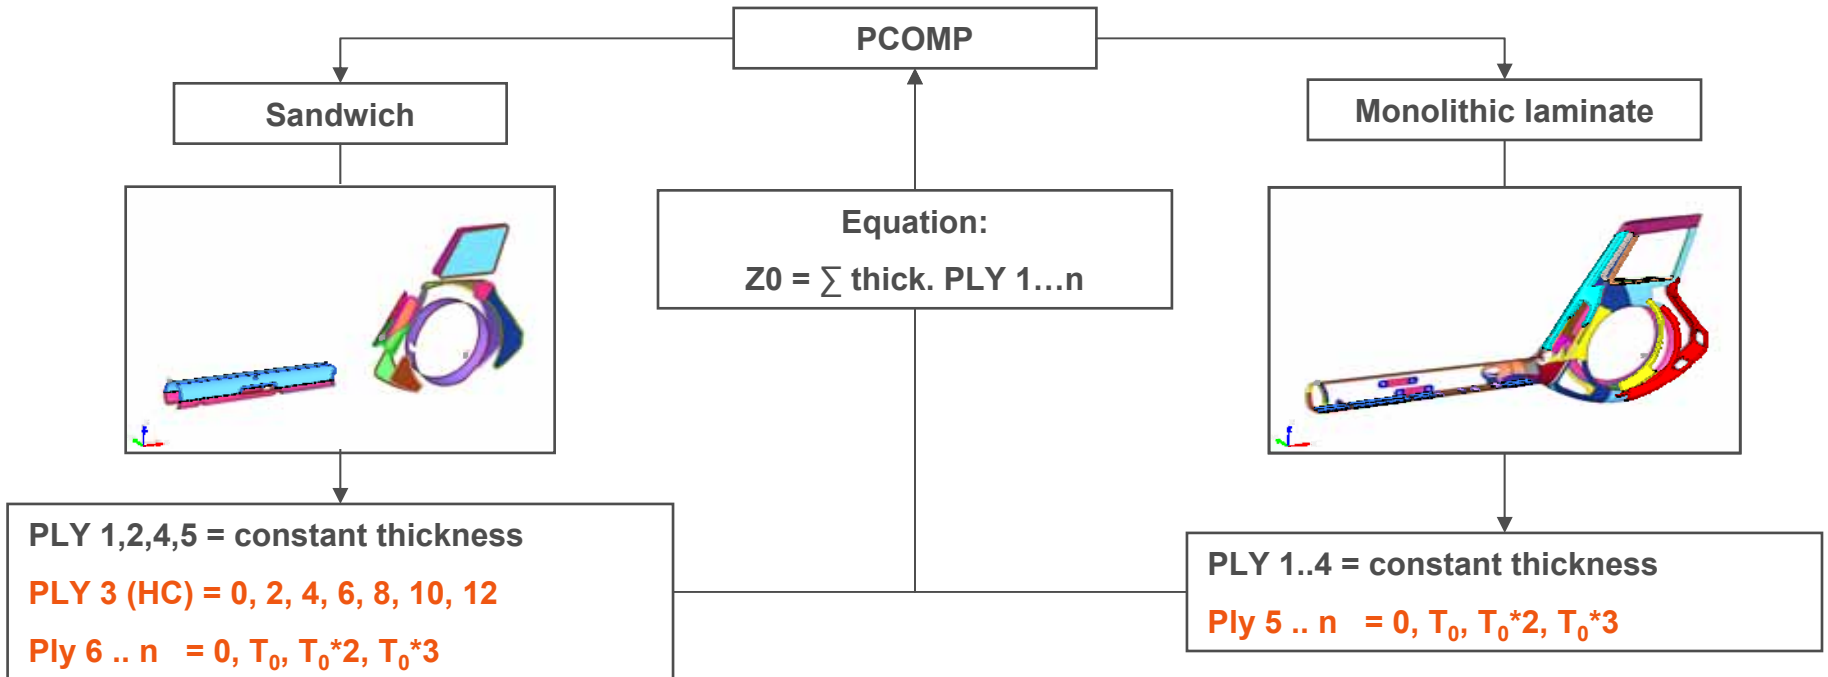 PCOMP
Sandwich
Monolithic laminate
Equation:
Z0 = ∑ thick. PLY 1…n
PLY 1,2,4,5 = constant thickness
PLY 3 (HC) = 0, 2, 4, 6, 8, 10, 12
Ply 6 .. n = 0, T₀, T₀*2, T₀*3
PLY 1..4 = constant thickness
Ply 5 .. n = 0, T₀, T₀*2, T₀*3